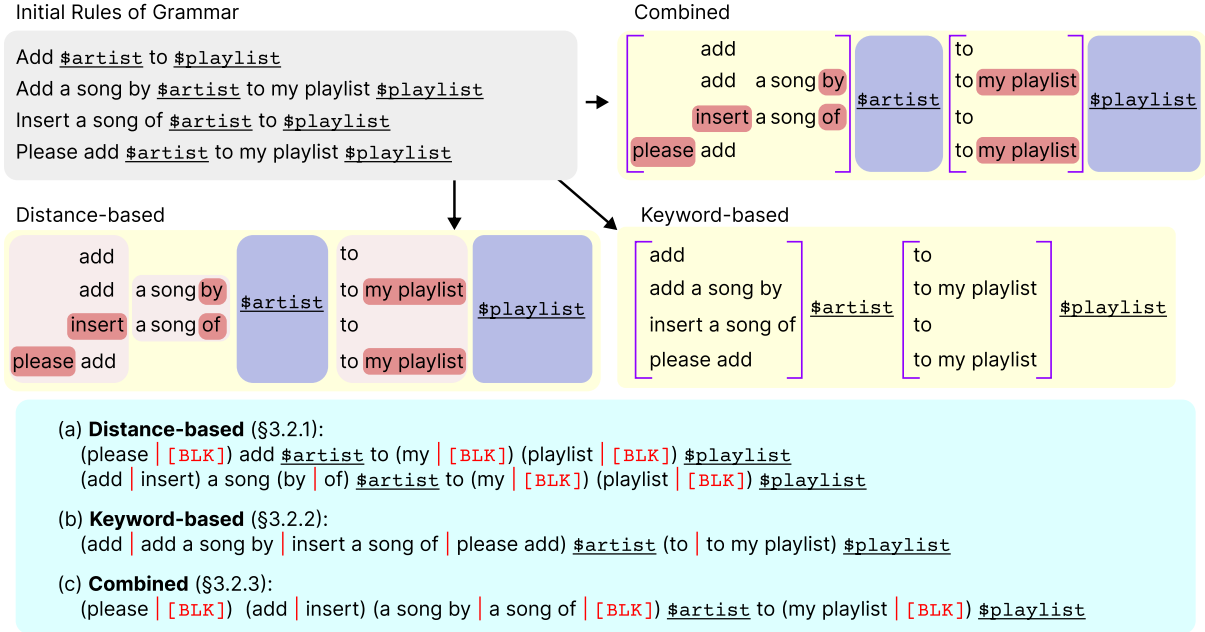 Initial Rules of Grammar
Add $artist to $playlist
Add a song by $artist to my playlist $playlist
Insert a song of $artist to $playlist
Please add $artist to my playlist $playlist
Combined
add
add a song by
insert a song of
please add
$artist
to
to my playlist
to
to my playlist
$playlist
Distance-based
add
add a song by
insert a song of
please add
$artist
to
to my playlist
to
to my playlist
$playlist
Keyword-based
add
add a song by
insert a song of
please add
$artist
to
to my playlist
to
to my playlist
$playlist
(a) Distance-based (§3.2.1):
(please | [BLK]) add $artist to (my | [BLK]) (playlist | [BLK]) $playlist
(add | insert) a song (by | of) $artist to (my | [BLK]) (playlist | [BLK]) $playlist
(b) Keyword-based (§3.2.2):
(add | add a song by | insert a song of | please add) $artist (to | to my playlist) $playlist
(c) Combined (§3.2.3):
(please | [BLK]) (add | insert) (a song by | a song of | [BLK]) $artist to (my playlist | [BLK]) $playlist